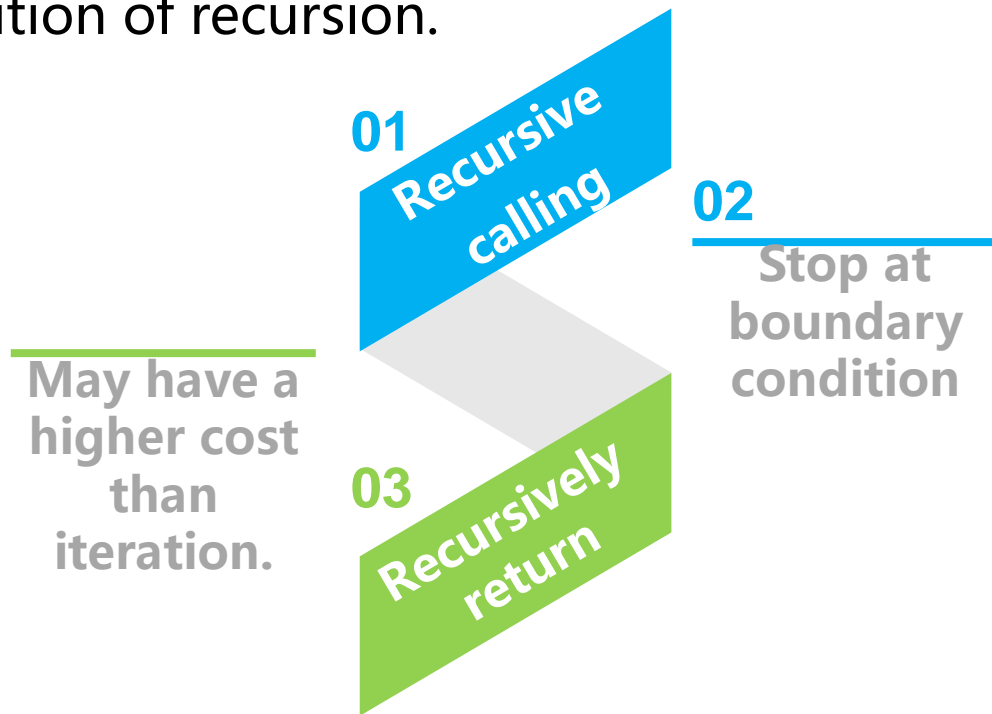 ition of recursion.
01
Recursive
calling
02
Stop at
boundary
condition
May have a
higher cost
than
iteration.
03
Recursively
return